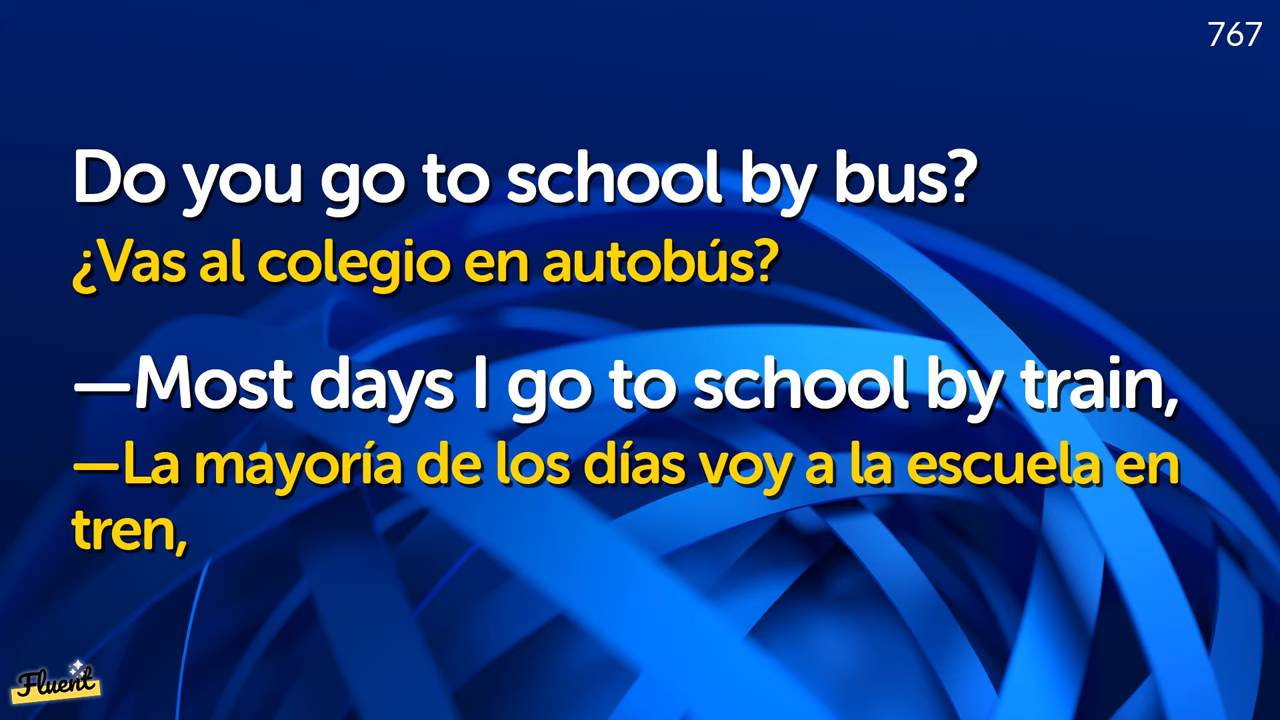 767
Do you go to school by bus?
¿Vas al colegio en autobús?
—Most days I go to school by train,
—La mayoría de los días voy a la escuela en
tren,
Fluent